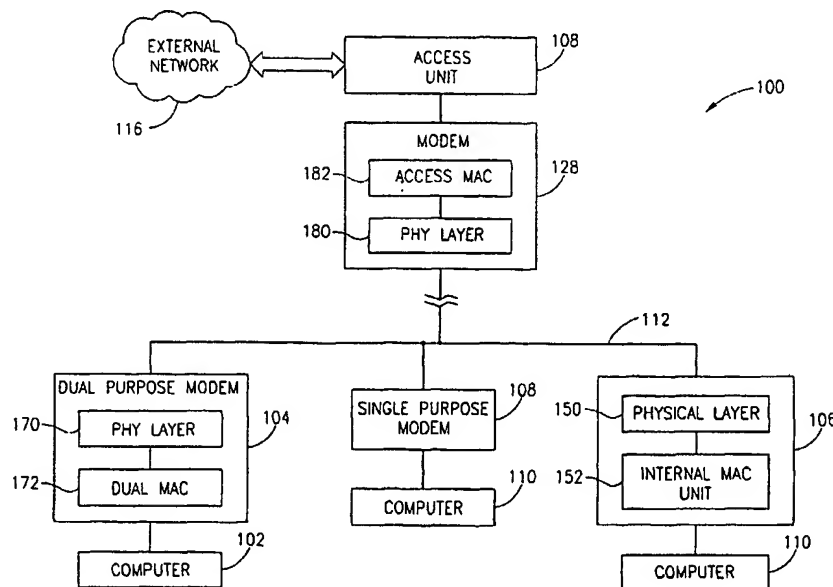 EXTERNAL
NETWORK
116
ACCESS
UNIT
108
100
MODEM
182
ACCESS MAC
128
180
PHY LAYER
112
DUAL PURPOSE MODEM
170
PHY LAYER
104
172
DUAL MAC
COMPUTER
102
SINGLE PURPOSE
MODEM
108
COMPUTER
110
150
PHYSICAL LAYER
106
152
INTERNAL MAC
UNIT
COMPUTER
110